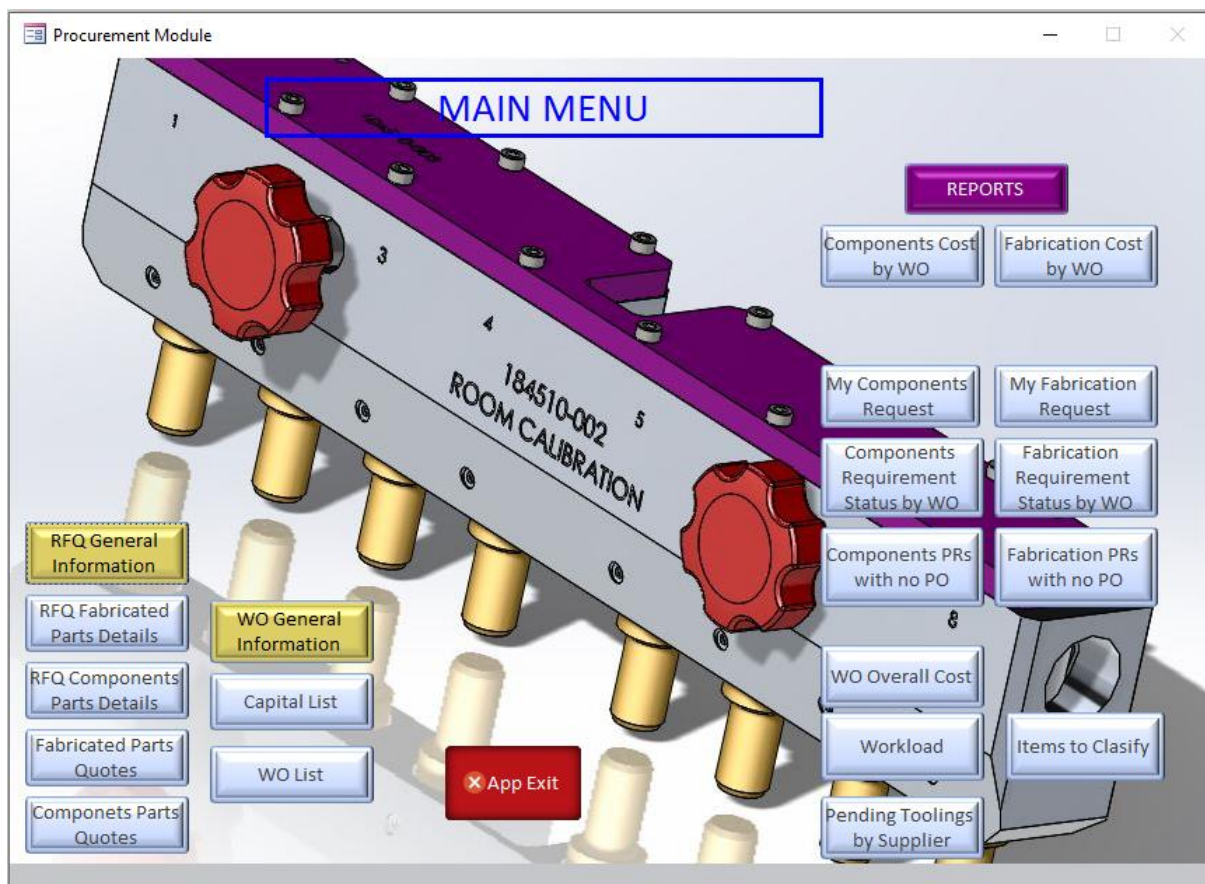 Procurement Module
MAIN MENU
REPORTS
Components Cost
by WO
Fabrication Cost
by WO
My Components
Request
My Fabrication
Request
Components
Requirement
Status by WO
Fabrication
Requirement
Status by WO
Components PRs
with no PO
Fabrication PRs
with no PO
WO Overall Cost
Workload
Items to Clasify
Pending Toolings
by Supplier
RFQ General
Information
RFQ Fabricated
Parts Details
RFQ Components
Parts Details
Fabricated Parts
Quotes
Componets Parts
Quotes
WO General
Information
Capital List
WO List
App Exit
1
3
4
5
8
184510-002
ROOM CALIBRATION